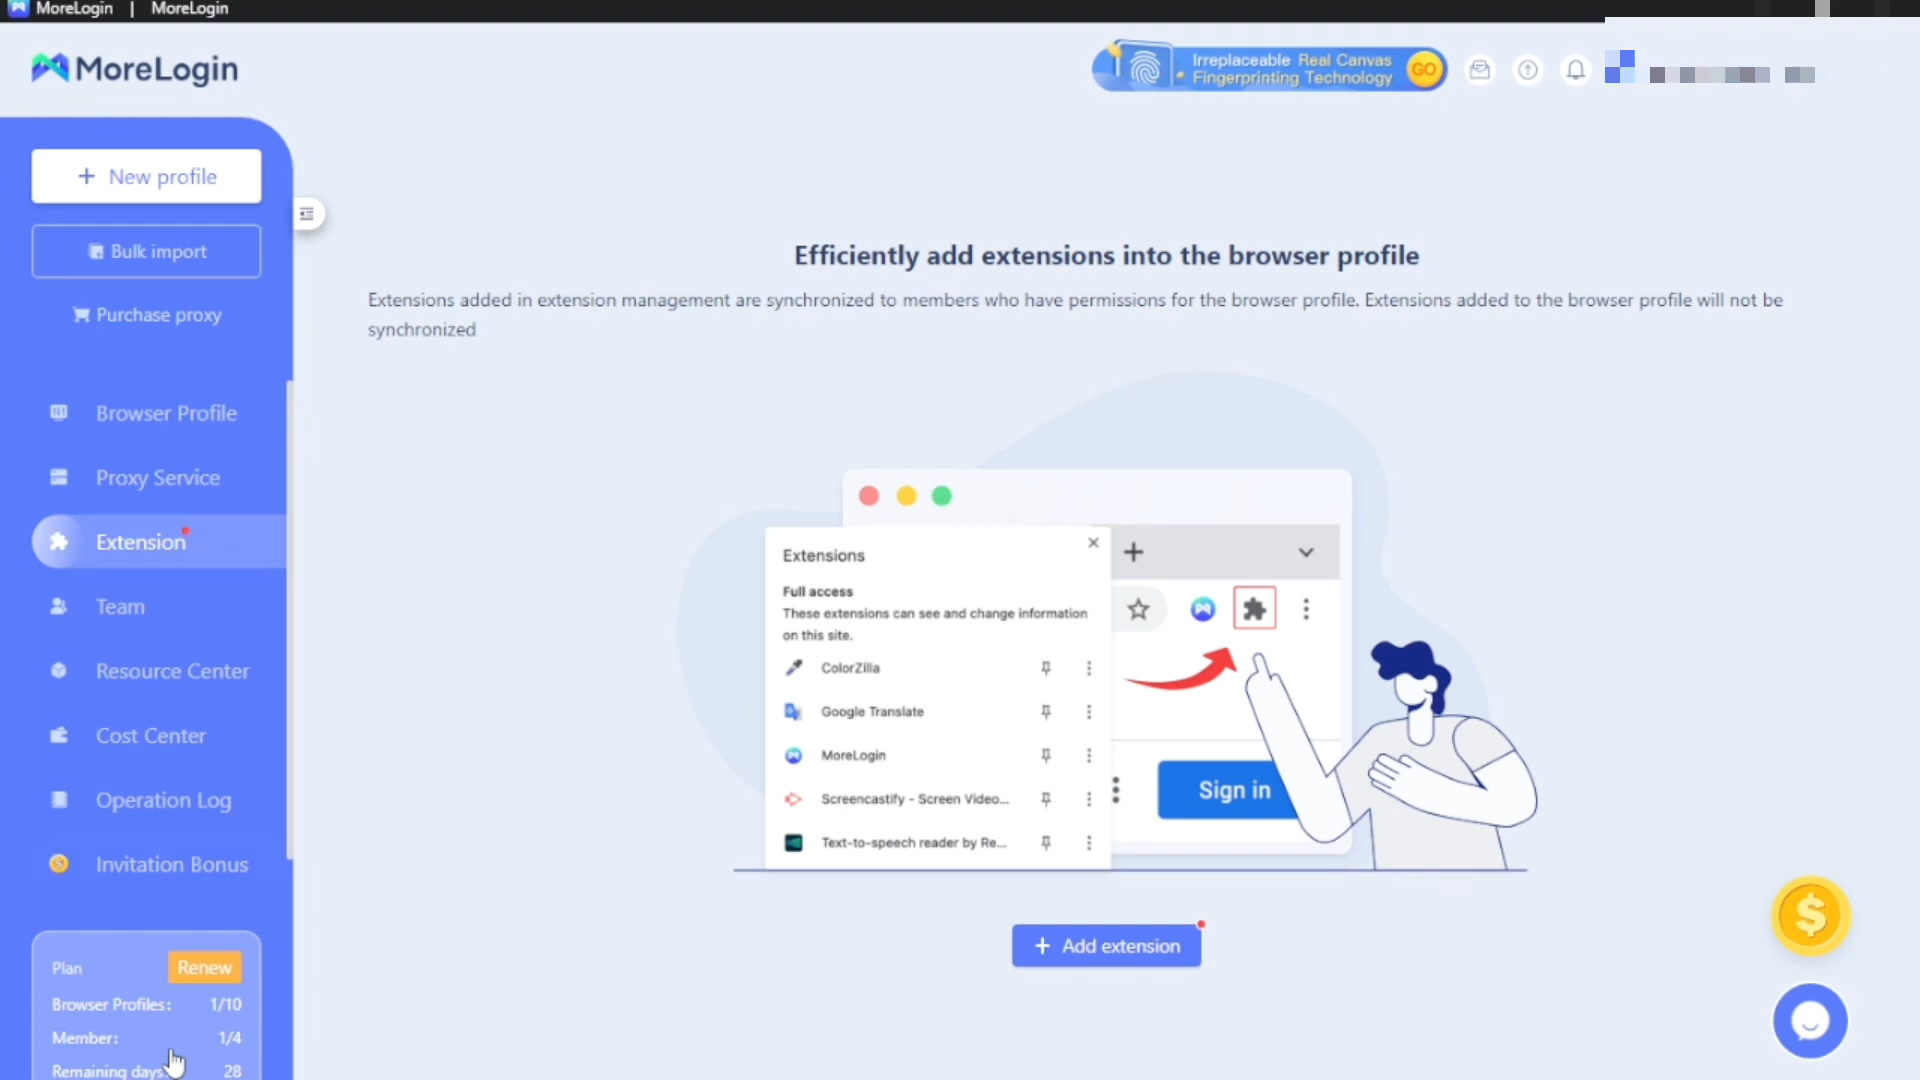 MoreLogin | MoreLogin
MoreLogin
Irreplaceable Real Canvas
Fingerprinting Technology
GO
+ New profile
Bulk import
Purchase proxy
Browser Profile
Proxy Service
Extension
Team
Resource Center
Cost Center
Operation Log
Invitation Bonus
Plan
Renew
Browser Profiles: 1/10
Member: 1/4
Remaining days: 28
Efficiently add extensions into the browser profile
Extensions added in extension management are synchronized to members who have permissions for the browser profile. Extensions added to the browser profile will not be
synchronized
Extensions
Full access
These extensions can see and change information
on this site.
ColorZilla
Google Translate
MoreLogin
Screencastify - Screen Video...
Text-to-speech reader by Re...
Sign in
+ Add extension